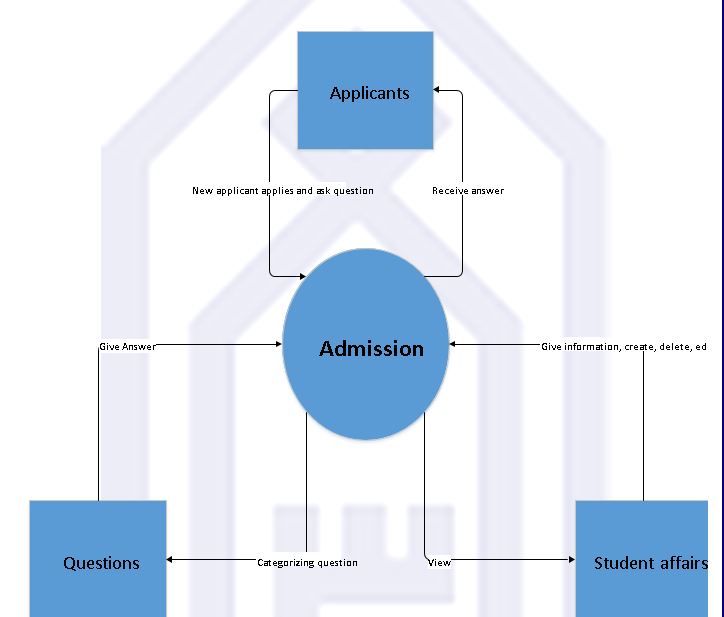 Applicants
New applicant applies and ask question
Receive answer
Admission
Give Answer
Give information, create, delete, ed
Questions
Categorizing question
View
Student affairs